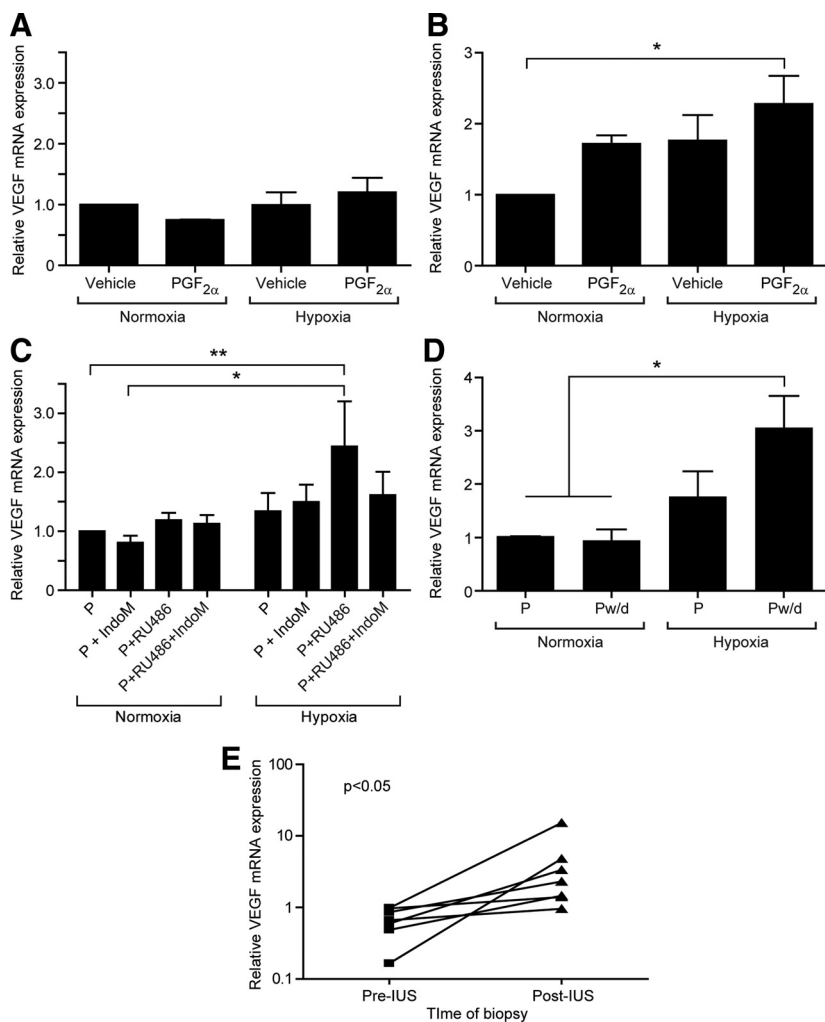 A
Relative VEGF mRNA expression
3.0
2.0
1.0
0
Vehicle PGF2α Vehicle PGF2α
Normoxia Hypoxia
B
Relative VEGF mRNA expression
3
2
1
0
*
Vehicle PGF2α Vehicle PGF2α
Normoxia Hypoxia
C
Relative VEGF mRNA expression
3.0
2.0
1.0
0
**
*
P P + IndoM P+RU486 P+RU486+IndoM P P + IndoM P+RU486 P+RU486+IndoM
Normoxia Hypoxia
D
Relative VEGF mRNA expression
4
3
2
1
0
*
P Pw/d P Pw/d
Normoxia Hypoxia
E
Relative VEGF mRNA expression
100
10
1
0.1
p<0.05
Pre-IUS Post-IUS
TIme of biopsy